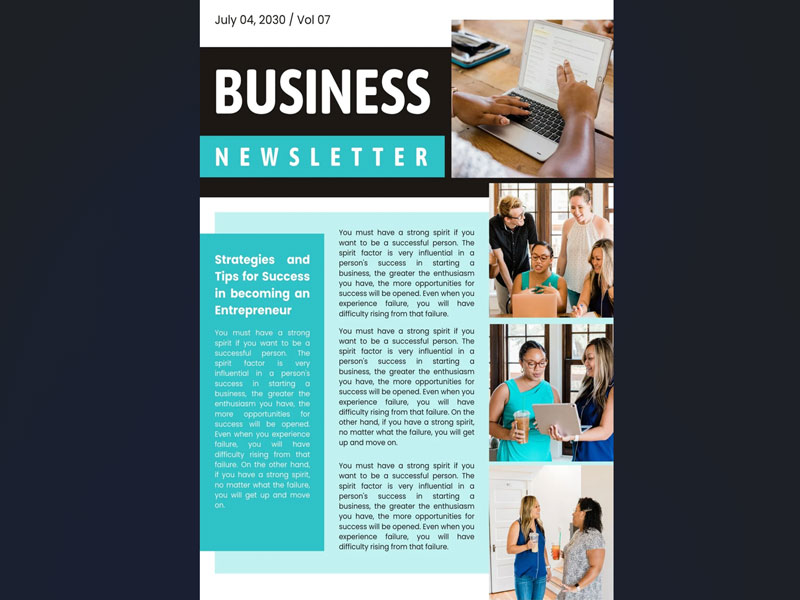 July 04, 2030 / Vol 07
BUSINESS
NEWSLETTER
Strategies and
Tips for Success
in becoming an
Entrepreneur
You must have a strong
spirit if you want to be a
successful person. The
spirit factor is very
influential in a person's
success in starting a
business, the greater the
enthusiasm you have, the
more opportunities for
success will be opened.
Even when you experience
failure, you will have
difficulty rising from that
failure. On the other hand,
if you have a strong spirit,
no matter what the failure,
you will get up and move
on.
You must have a strong spirit if you
want to be a successful person. The
spirit factor is very influential in a
person's success in starting a
business, the greater the enthusiasm
you have, the more opportunities for
success will be opened. Even when you
experience failure, you will have
difficulty rising from that failure.
You must have a strong spirit if you
want to be a successful person. The
spirit factor is very influential in a
person's success in starting a
business, the greater the enthusiasm
you have, the more opportunities for
success will be opened. Even when you
experience failure, you will have
difficulty rising from that failure. On the
other hand, if you have a strong spirit,
no matter what the failure, you will get
up and move on.
You must have a strong spirit if you
want to be a successful person. The
spirit factor is very influential in a
person's success in starting a
business, the greater the enthusiasm
you have, the more opportunities for
success will be opened. Even when you
experience failure, you will have
difficulty rising from that failure.